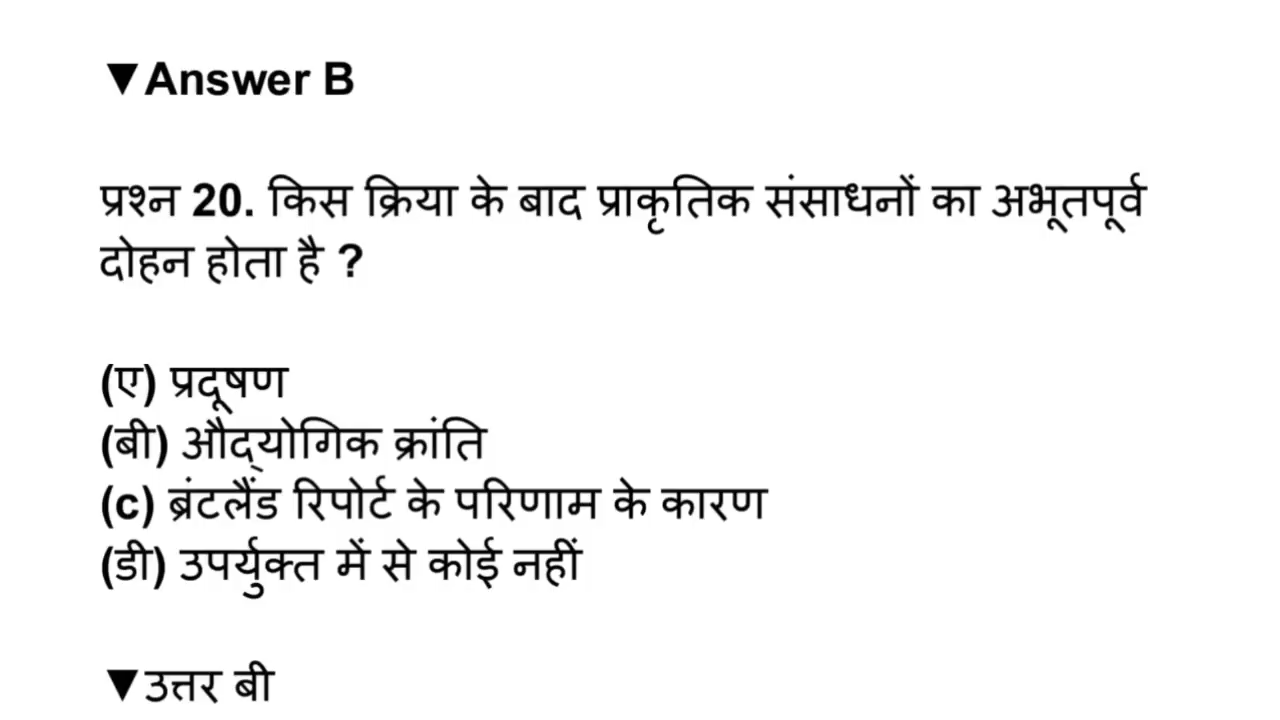 ▼Answer B
प्रश्न 20. किस क्रिया के बाद प्राकृतिक संसाधनों का अभूतपूर्व
दोहन होता है ?
(ए) प्रदूषण
(बी) औद्योगिक क्रांति
(c) ब्रंटलैंड रिपोर्ट के परिणाम के कारण
(डी) उपर्युक्त में से कोई नहीं
▼उत्तर बी